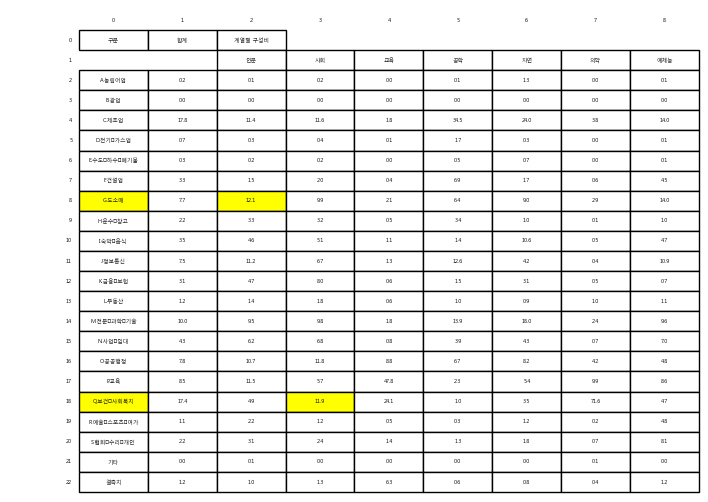 0 1 2 3 4 5 6 7 8
0 구분 합계 계열별 구성비
1 인문 사회 교육 공학 자연 의약 예체능
2 A농림어업 0.2 0.1 0.2 0.0 0.1 1.3 0.0 0.1
3 B광업 0.0 0.0 0.0 0.0 0.0 0.0 0.0 0.0
4 C제조업 17.8 11.4 11.6 1.8 34.5 24.0 3.8 14.0
5 D전기□가스업 0.7 0.3 0.4 0.1 1.7 0.3 0.0 0.1
6 E수도□하수□폐기물 0.3 0.2 0.2 0.0 0.5 0.7 0.0 0.1
7 F건설업 3.3 1.5 2.0 0.4 6.9 1.7 0.6 4.5
8 G도소매 7.7 12.1 9.9 2.1 6.4 9.0 2.9 14.0
9 H운수□창고 2.2 3.3 3.2 0.5 3.4 1.0 0.1 1.0
10 I숙박□음식 3.5 4.6 5.1 1.1 1.4 10.6 0.5 4.7
11 J정보통신 7.5 11.2 6.7 1.3 12.6 4.2 0.4 10.9
12 K금융□보험 3.1 4.7 8.0 0.6 1.5 3.1 0.5 0.7
13 L부동산 1.2 1.4 1.8 0.6 1.0 0.9 1.0 1.1
14 M전문□과학□기술 10.0 9.5 9.8 1.8 13.9 18.0 2.4 9.6
15 N사업□임대 4.3 6.2 6.8 0.8 3.9 4.3 0.7 7.0
16 O공공행정 7.8 10.7 11.8 8.8 6.7 8.2 4.2 4.8
17 P교육 8.5 11.5 5.7 47.8 2.3 5.4 9.9 8.6
18 Q보건□사회복지 17.4 4.9 11.9 24.1 1.0 3.5 71.6 4.7
19 R예술□스포츠□여가 1.1 2.2 1.2 0.5 0.3 1.2 0.2 4.8
20 S협회□수리□개인 2.2 3.1 2.4 1.4 1.3 1.8 0.7 8.1
21 기타 0.0 0.1 0.0 0.0 0.0 0.0 0.1 0.0
22 결측치 1.2 1.0 1.3 6.3 0.6 0.8 0.4 1.2